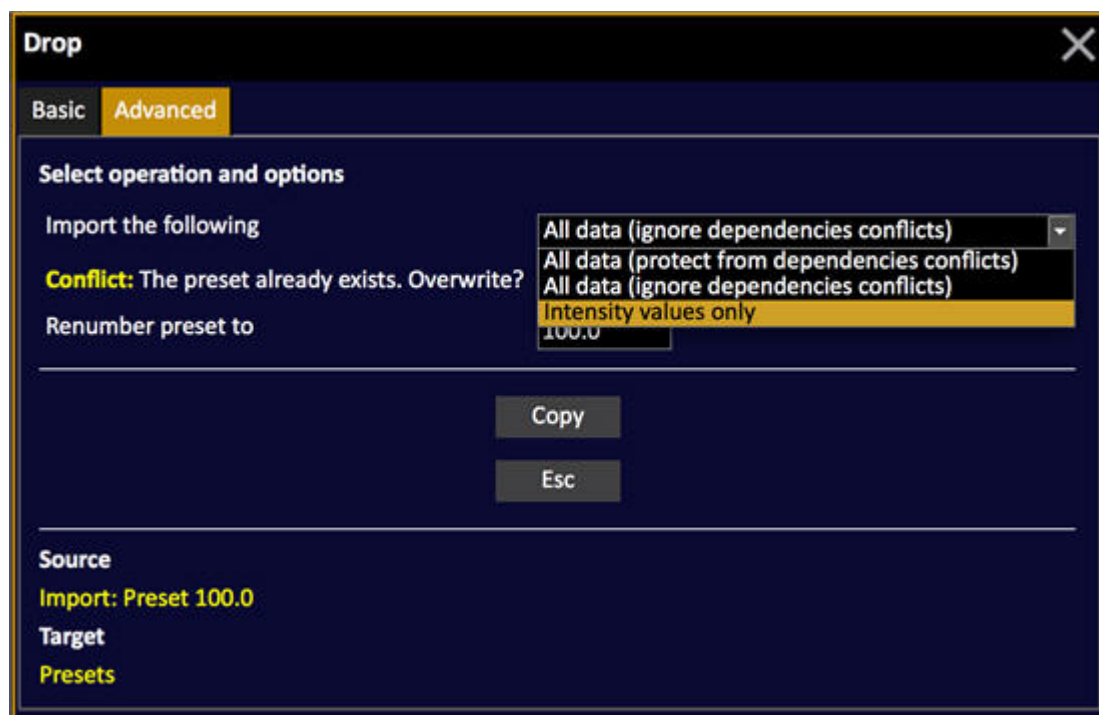 Drop
Basic Advanced
Select operation and options
Import the following All data (ignore dependencies conflicts)
All data (protect from dependencies conflicts)
Conflict: The preset already exists. Overwrite? All data (ignore dependencies conflicts)
Intensity values only
Renumber preset to 100.0
Copy
Esc
Source
Import: Preset 100.0
Target
Presets